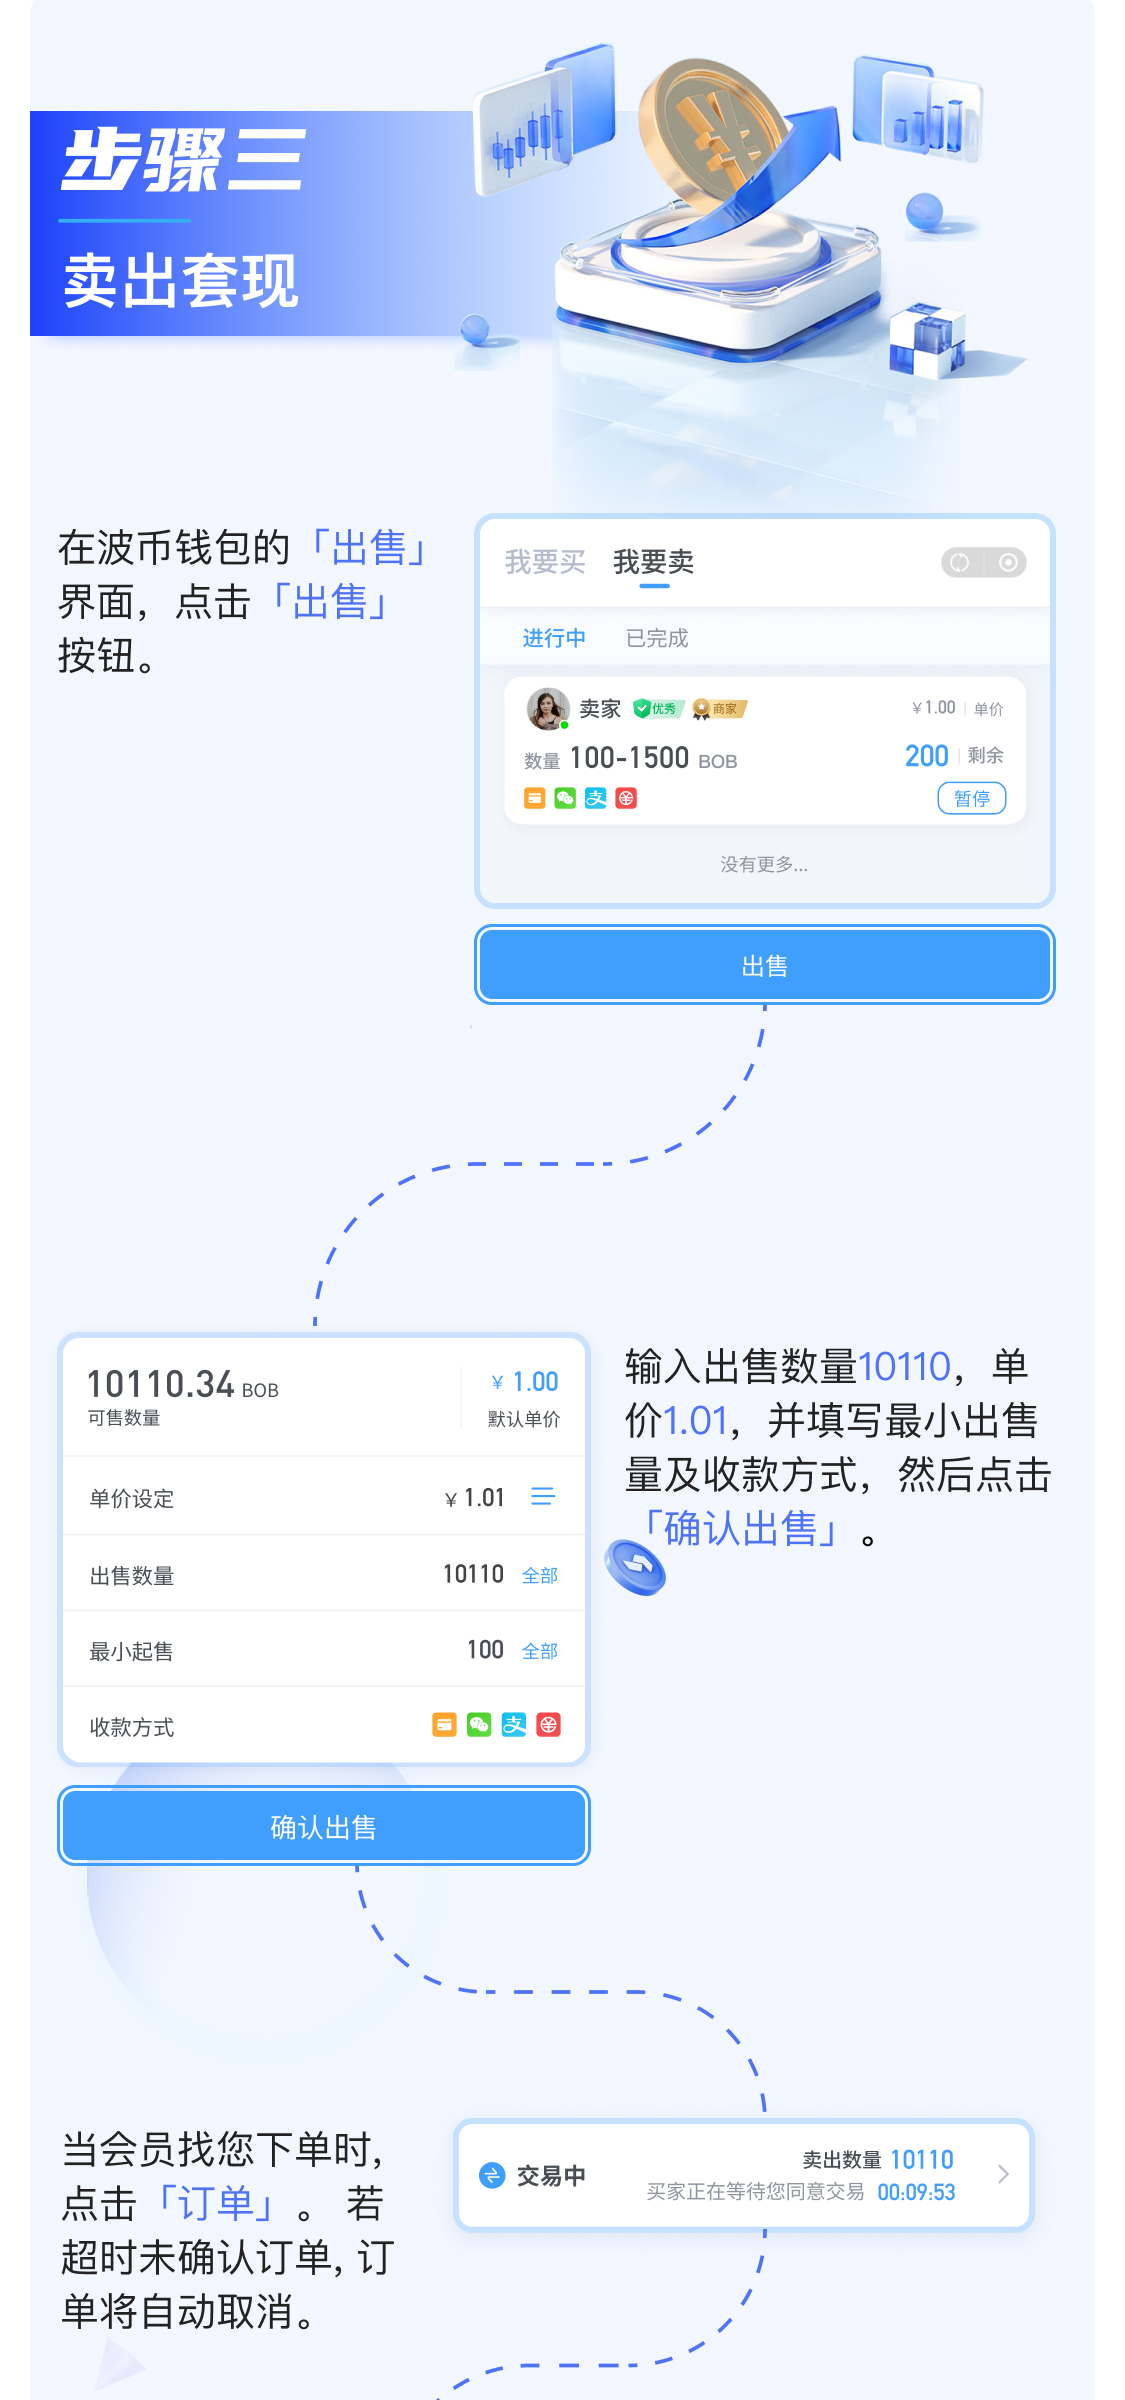 步骤三
卖出套现
在波币钱包的「出售」
界面，点击「出售」
按钮。
我要买 我要卖
进行中 已完成
卖家 优秀 商家 ¥1.00 单价
数量 100-1500 BOB 200 剩余
暂停
没有更多...
出售
10110.34 BOB ¥ 1.00
可售数量 默认单价
单价设定 ¥ 1.01
出售数量 10110 全部
最小起售 100 全部
收款方式
确认出售
输入出售数量10110，单
价1.01，并填写最小出售
量及收款方式，然后点击
「确认出售」。
当会员找您下单时,
点击「订单」。若
超时未确认订单, 订
单将自动取消。
交易中 卖出数量 10110
买家正在等待您同意交易 00:09:53